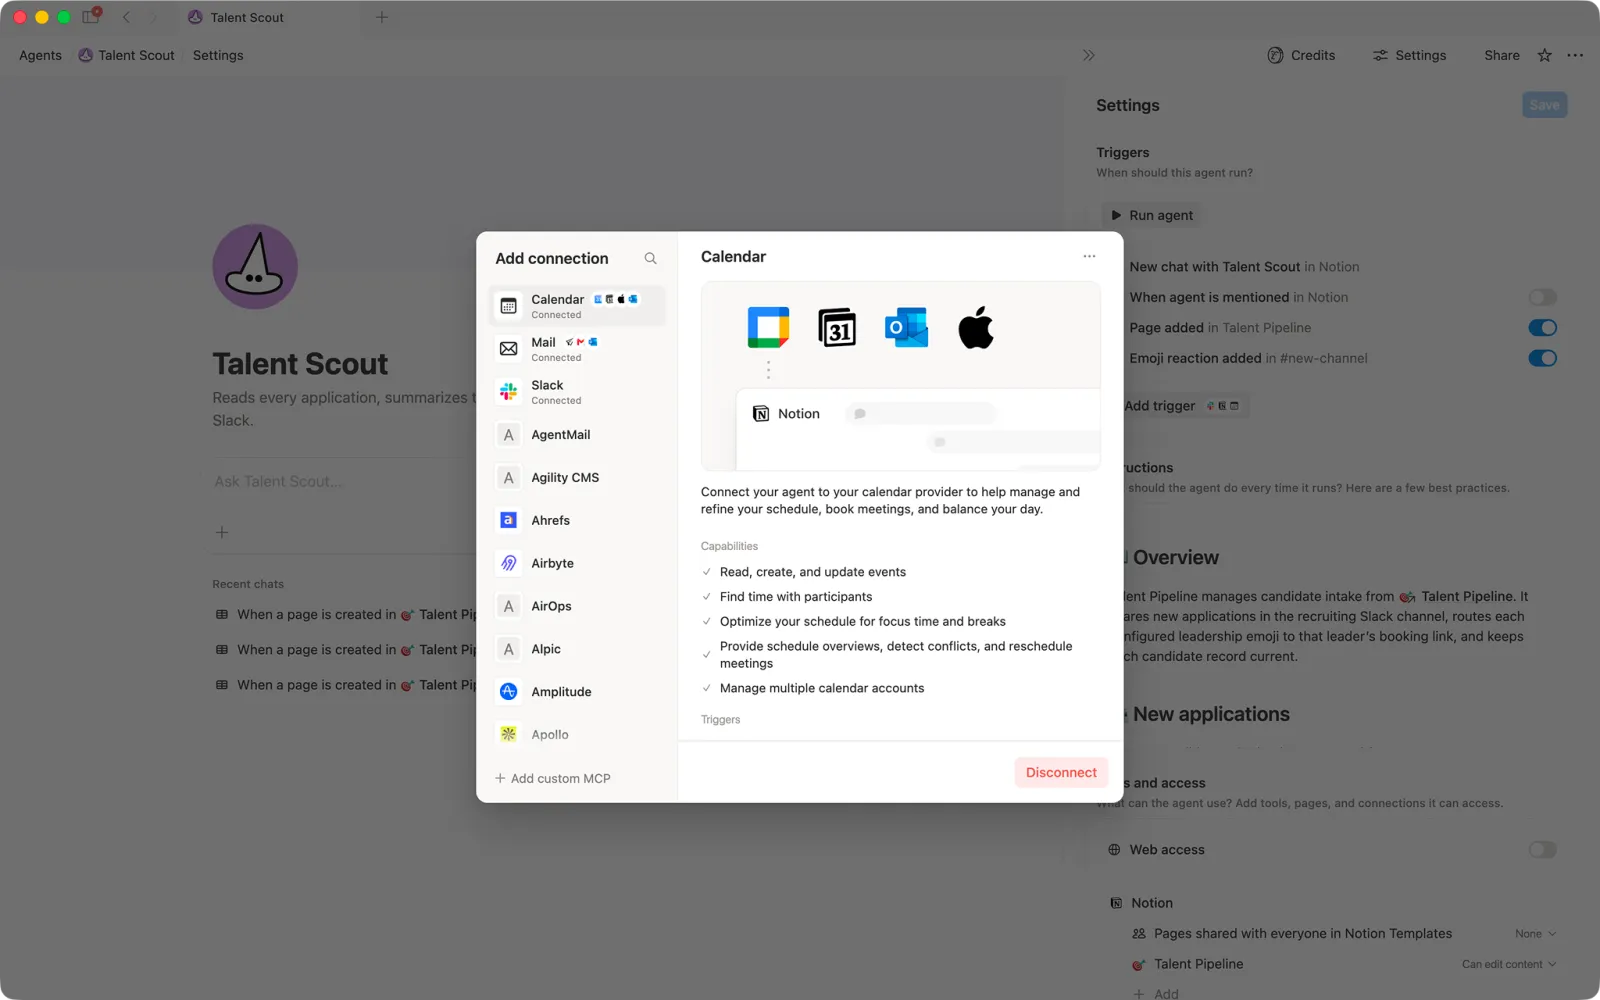 Talent Scout
Agents Talent Scout Settings
Credits Settings Share
Settings
Save
Triggers
When should this agent run?
Run agent
New chat with Talent Scout in Notion
When agent is mentioned in Notion
Page added in Talent Pipeline
Emoji reaction added in #new-channel
Add trigger
ructions
should the agent do every time it runs? Here are a few best practices.
Overview
ent Pipeline manages candidate intake from Talent Pipeline. It
ares new applications in the recruiting Slack channel, routes each
nfigured leadership emoji to that leader's booking link, and keeps
ch candidate record current.
New applications
s and access
What can the agent use? Add tools, pages, and connections it can access.
Web access
Notion
Pages shared with everyone in Notion Templates None
Talent Pipeline Can edit content
Add
Talent Scout
Reads every application, summarizes t
Slack.
Ask Talent Scout...
Recent chats
When a page is created in Talent Pip
When a page is created in Talent Pip
When a page is created in Talent Pip
Add connection
Calendar
Connected
Mail
Connected
Slack
Connected
A AgentMail
A Agility CMS
a Ahrefs
Airbyte
A AirOps
A Alpic
Amplitude
Apollo
Add custom MCP
Calendar
31
Notion
Connect your agent to your calendar provider to help manage and
refine your schedule, book meetings, and balance your day.
Capabilities
Read, create, and update events
Find time with participants
Optimize your schedule for focus time and breaks
Provide schedule overviews, detect conflicts, and reschedule
meetings
Manage multiple calendar accounts
Triggers
Disconnect